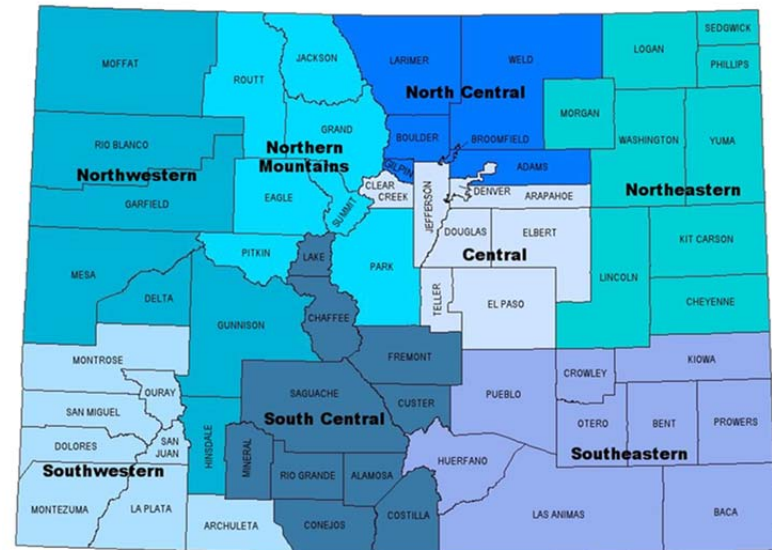 MOFFAT
ROUTT
JACKSON
LARIMER
WELD
LOGAN
SEDGWICK
PHILLIPS
North Central
MORGAN
WASHINGTON
YUMA
RIO BLANCO
GRAND
BOULDER
BROOMFIELD
Northwestern
Northern
Mountains
GILPIN
ADAMS
Northeastern
GARFIELD
EAGLE
SUMMIT
CLEAR
CREEK
JEFFERSON
DENVER
ARAPAHOE
PITKIN
LAKE
PARK
DOUGLAS
ELBERT
Central
LINCOLN
KIT CARSON
MESA
DELTA
GUNNISON
CHAFFEE
TELLER
EL PASO
CHEYENNE
MONTROSE
OURAY
FREMONT
CROWLEY
KIOWA
SAN MIGUEL
SAGUACHE
CUSTER
PUEBLO
OTERO
BENT
PROWERS
DOLORES
SAN
JUAN
HINSDALE
South Central
Southeastern
Southwestern
MINERAL
RIO GRANDE
ALAMOSA
HUERFANO
MONTEZUMA
LA PLATA
ARCHULETA
CONEJOS
COSTILLA
LAS ANIMAS
BACA